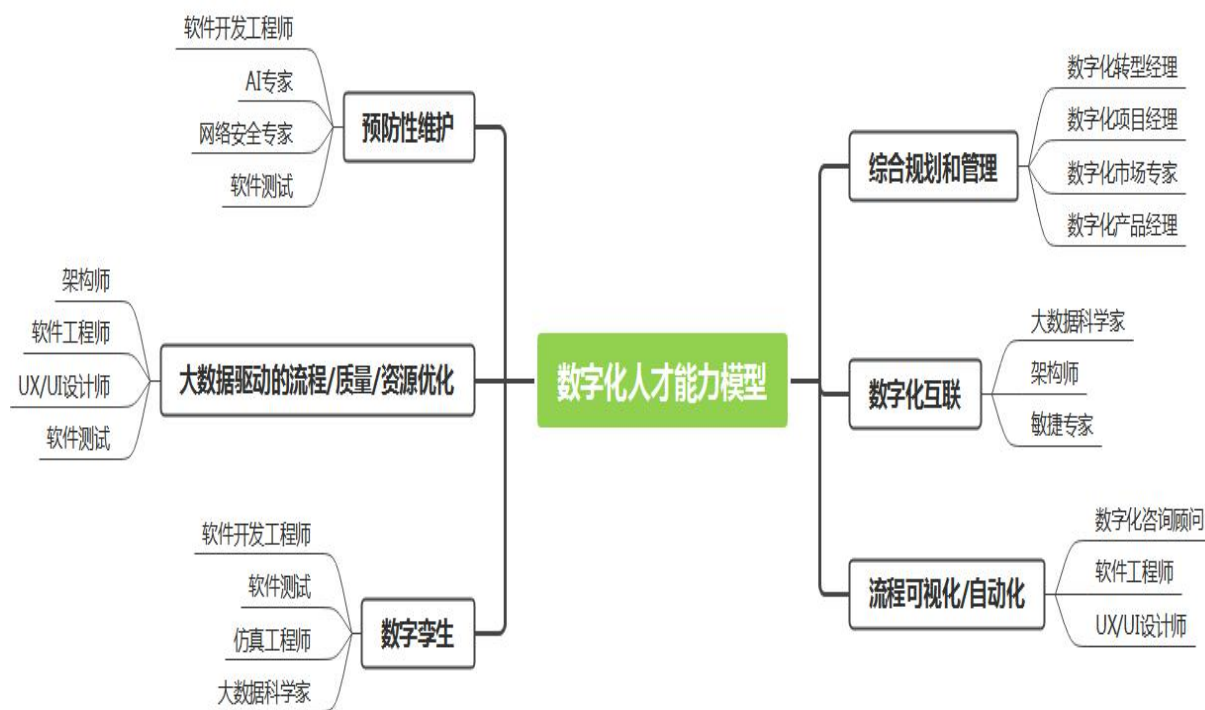 数字化人才能力模型
预防性维护
软件开发工程师
AI专家
网络安全专家
软件测试
大数据驱动的流程/质量/资源优化
架构师
软件工程师
UX/UI设计师
软件测试
数字孪生
软件开发工程师
软件测试
仿真工程师
大数据科学家
综合规划和管理
数字化转型经理
数字化项目经理
数字化市场专家
数字化产品经理
数字化互联
大数据科学家
架构师
敏捷专家
流程可视化/自动化
数字化咨询顾问
软件工程师
UX/UI设计师